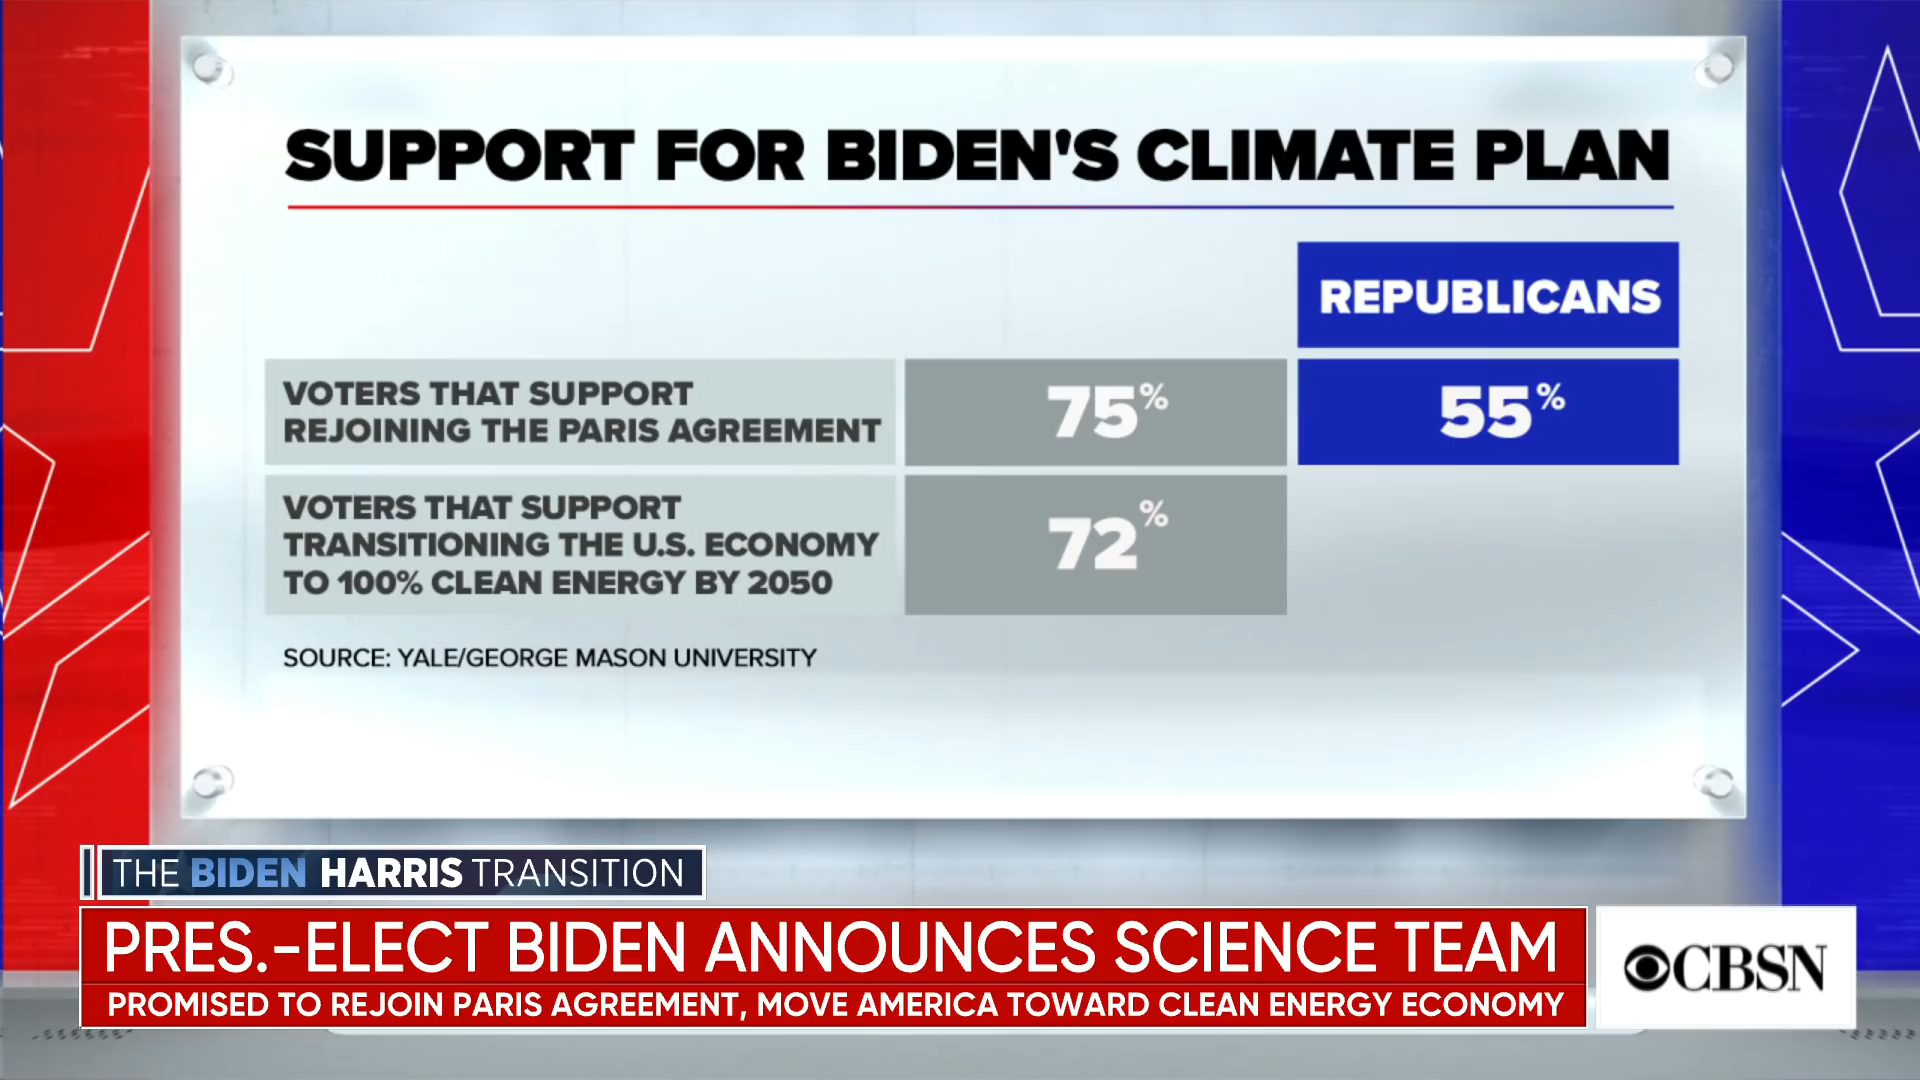 SUPPORT FOR BIDEN'S CLIMATE PLAN
REPUBLICANS
VOTERS THAT SUPPORT
REJOINING THE PARIS AGREEMENT
75%
55%
VOTERS THAT SUPPORT
TRANSITIONING THE U.S. ECONOMY
TO 100% CLEAN ENERGY BY 2050
72%
SOURCE: YALE/GEORGE MASON UNIVERSITY
THE BIDEN HARRIS TRANSITION
PRES.-ELECT BIDEN ANNOUNCES SCIENCE TEAM
PROMISED TO REJOIN PARIS AGREEMENT, MOVE AMERICA TOWARD CLEAN ENERGY ECONOMY
CBSN